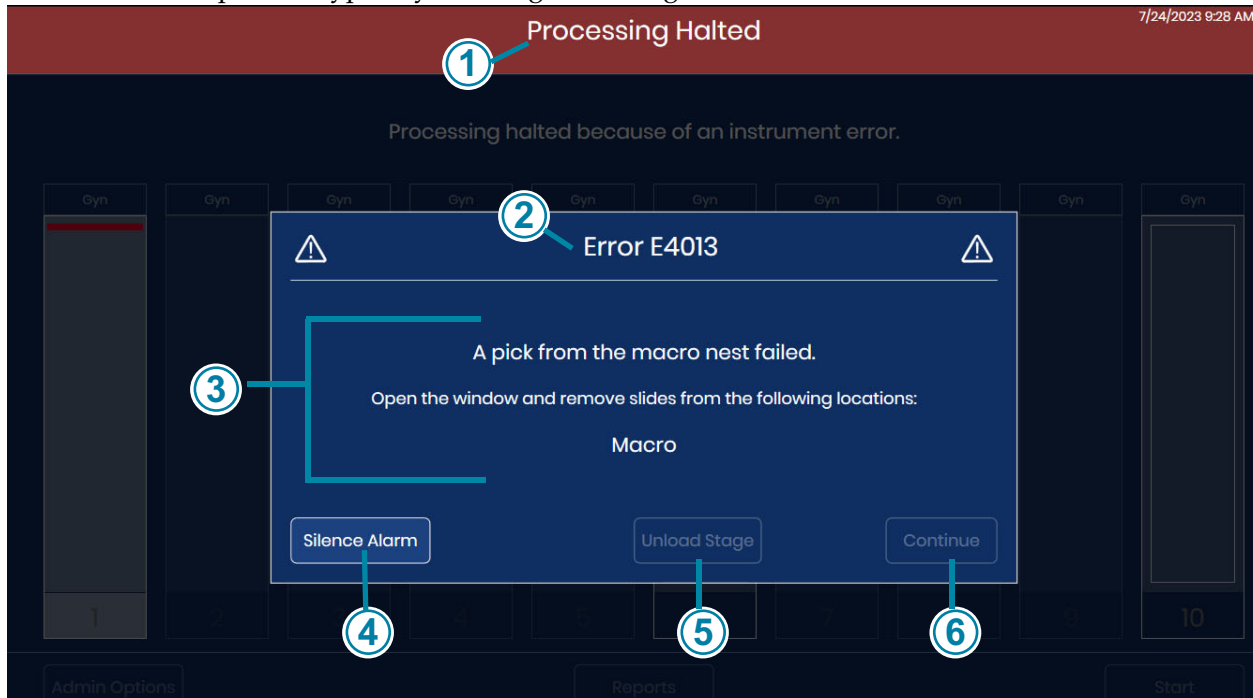 Processing Halted
7/24/2023 9:28 AM
1
Processing halted because of an instrument error.
Gyn Gyn Gyn Gyn Gyn Gyn Gyn Gyn Gyn Gyn
2
Error E4013
3
A pick from the macro nest failed.
Open the window and remove slides from the following locations:
Macro
Silence Alarm
Unload Stage
Continue
1 2 3 4 5 7 9 10
4
5
6
Admin Options
Reports
Start